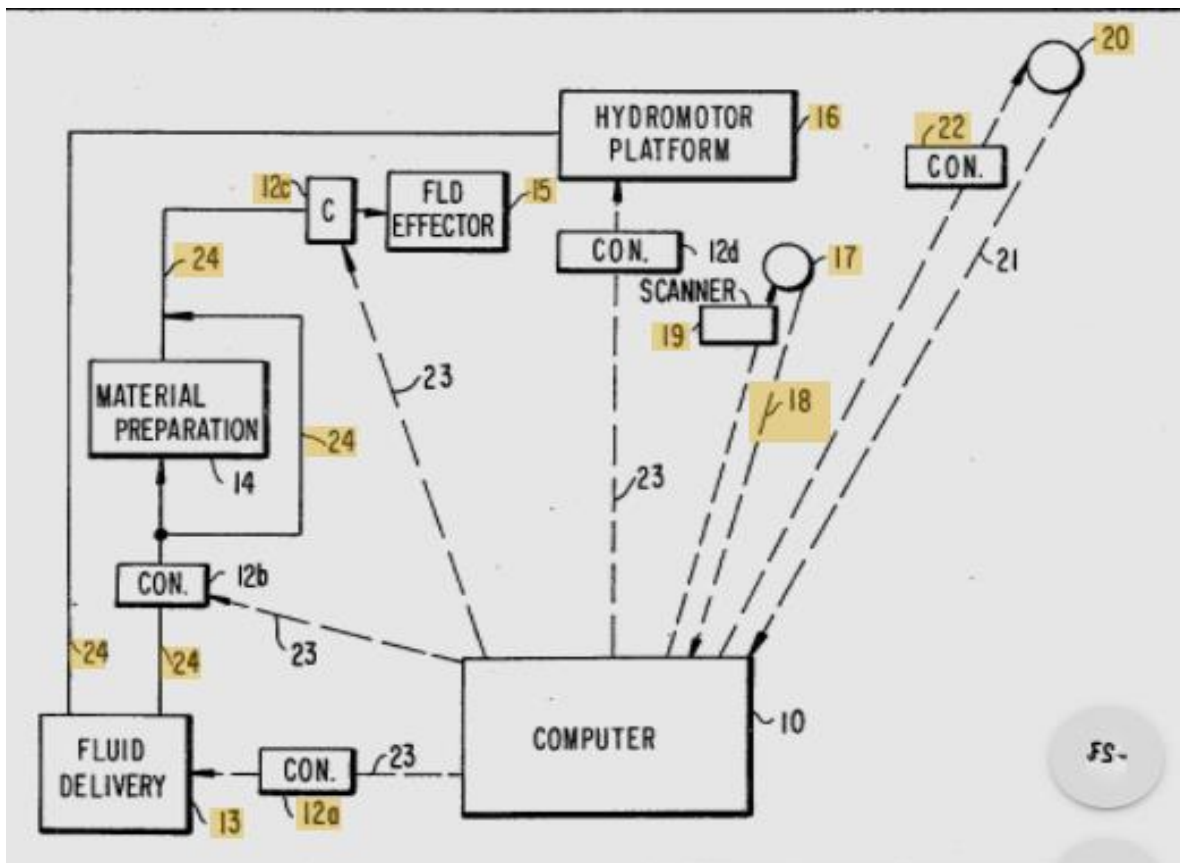 20
HYDROMOTOR
PLATFORM
16
22
CON.
12c
C
FLD
EFFECTOR
15
CON.
12d
17
21
24
SCANNER
19
18
23
MATERIAL
PREPARATION
24
14
23
CON.
12b
23
24
24
COMPUTER
10
FLUID
DELIVERY
CON.
23
13
12a